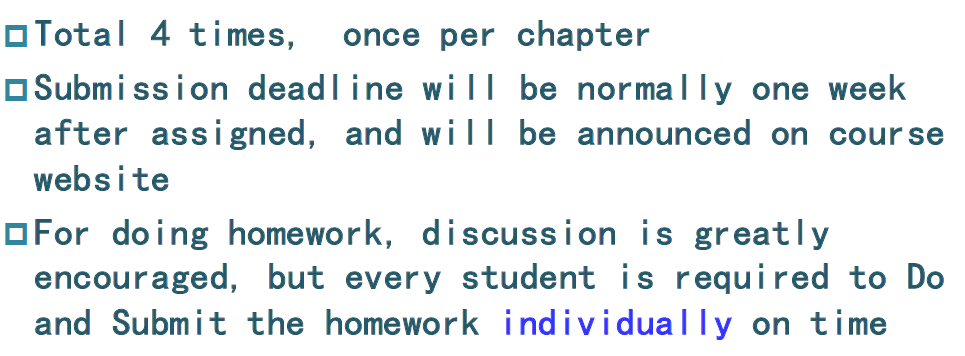 Total 4 times, once per chapter
Submission deadline will be normally one week
after assigned, and will be announced on course
website
For doing homework, discussion is greatly
encouraged, but every student is required to Do
and Submit the homework individually on time